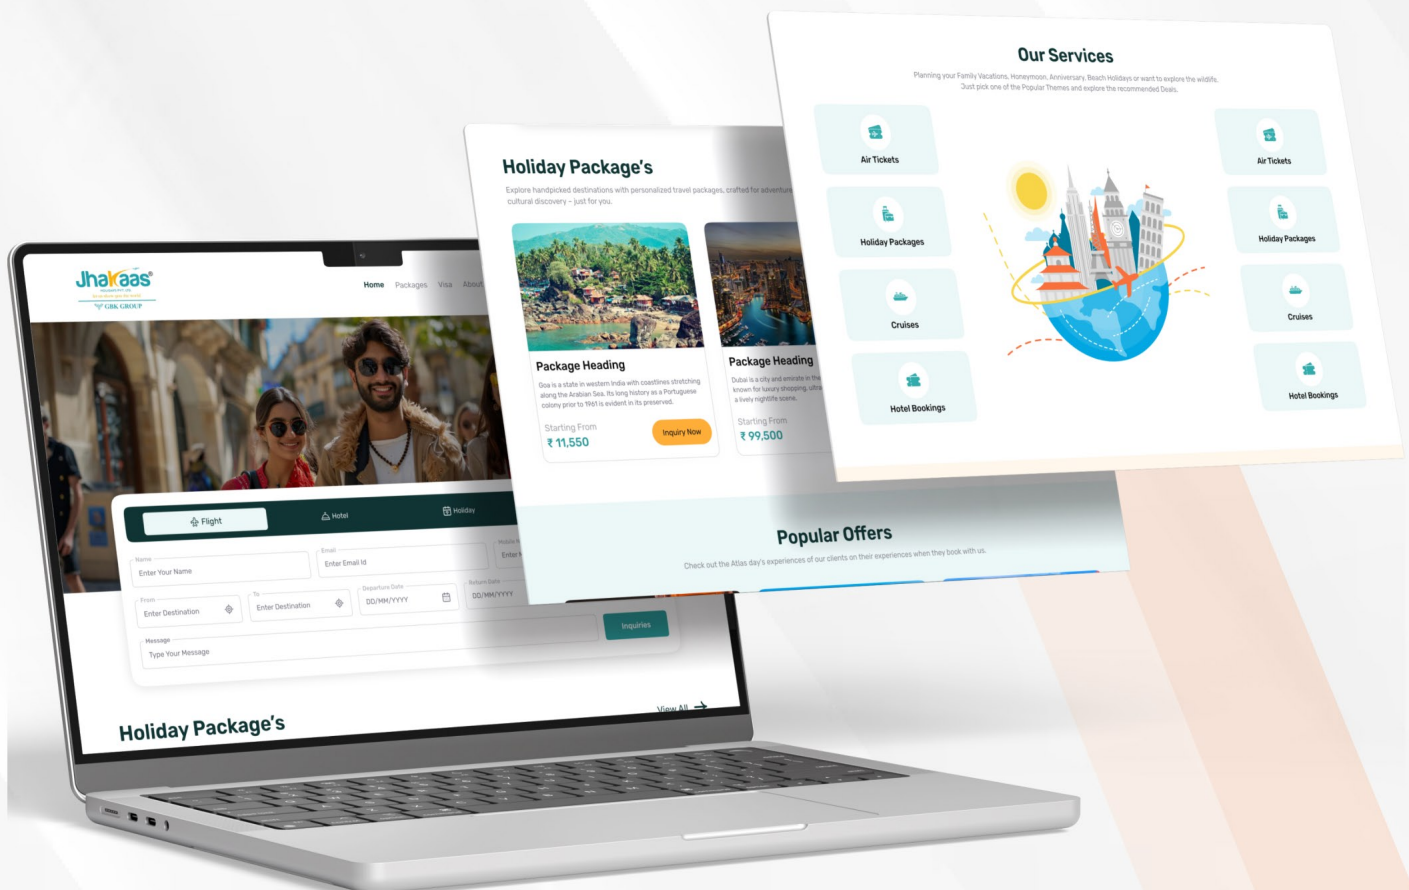 Jhakaas®
GBK GROUP
Home Packages Visa About
Flight
Hotel
Holiday
Name
Enter Your Name
Email
Enter Email Id
From
Enter Destination
To
Enter Destination
Departure Date
DD/MM/YYYY
Return Date
DD/MM/YYYY
Message
Type Your Message
Inquiries
Holiday Package's
View All
Holiday Package's
Explore handpicked destinations with personalized travel packages, crafted for adventure
cultural discovery – just for you.
Package Heading
Goa is a state in western India with coastlines stretching
along the Arabian Sea. Its long history as a Portuguese
colony prior to 1961 is evident in its preserved.
Starting From
₹ 11,550
Inquiry Now
Package Heading
Dubai is a city and emirate in the
known for luxury shopping,
a lively nightlife scene.
Starting From
₹ 99,500
Popular Offers
Check out the Atlas day's experiences of our clients on their experiences when they book with us.
Our Services
Planning your Family Vacations, Honeymoon, Anniversary, Beach Holidays or want to explore the wildlife.
Just pick one of the Popular Themes and explore the recommended Deals.
Air Tickets
Holiday Packages
Cruises
Hotel Bookings
Air Tickets
Holiday Packages
Cruises
Hotel Bookings